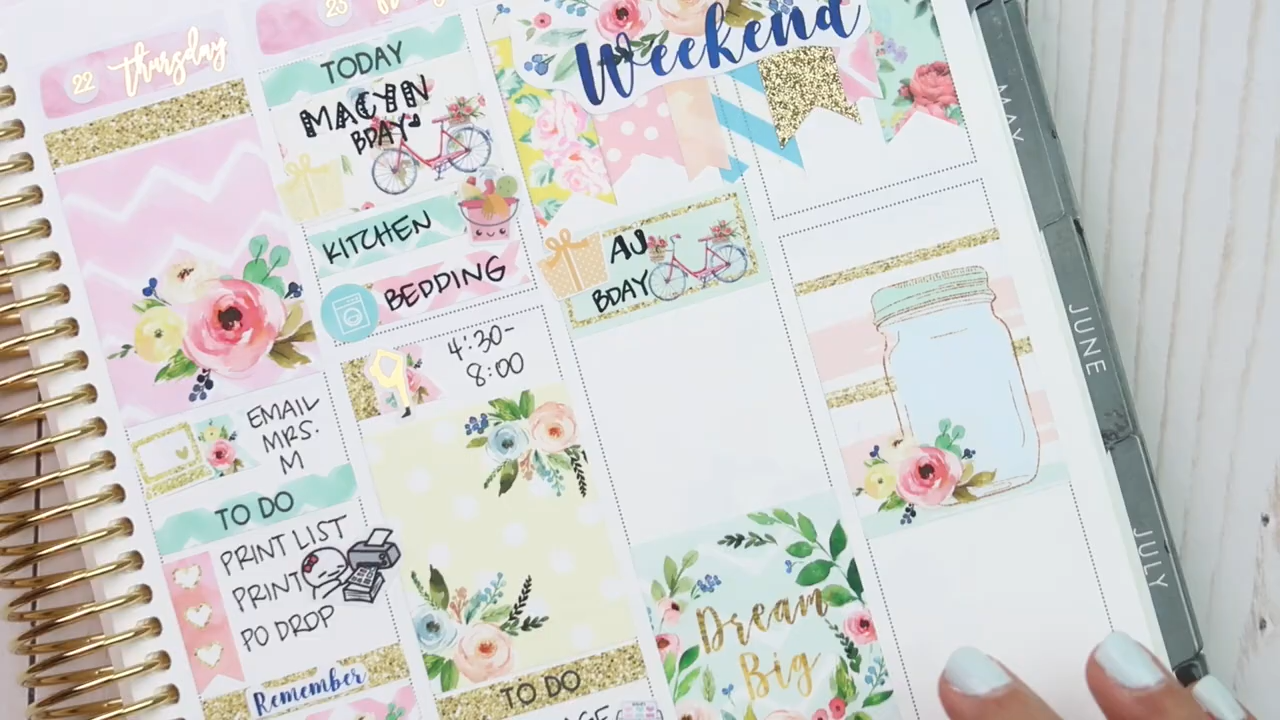 22 Thursday
EMAIL
MRS.
M
TO DO
PRINT LIST
PRINT
PO DROP
Remember
23
TODAY
MACYN
BDAY
KITCHEN
BEDDING
4:30-
8:00
TO DO
Weekend
AJ
BDAY
Dream
Big
MAY
JUNE
JULY